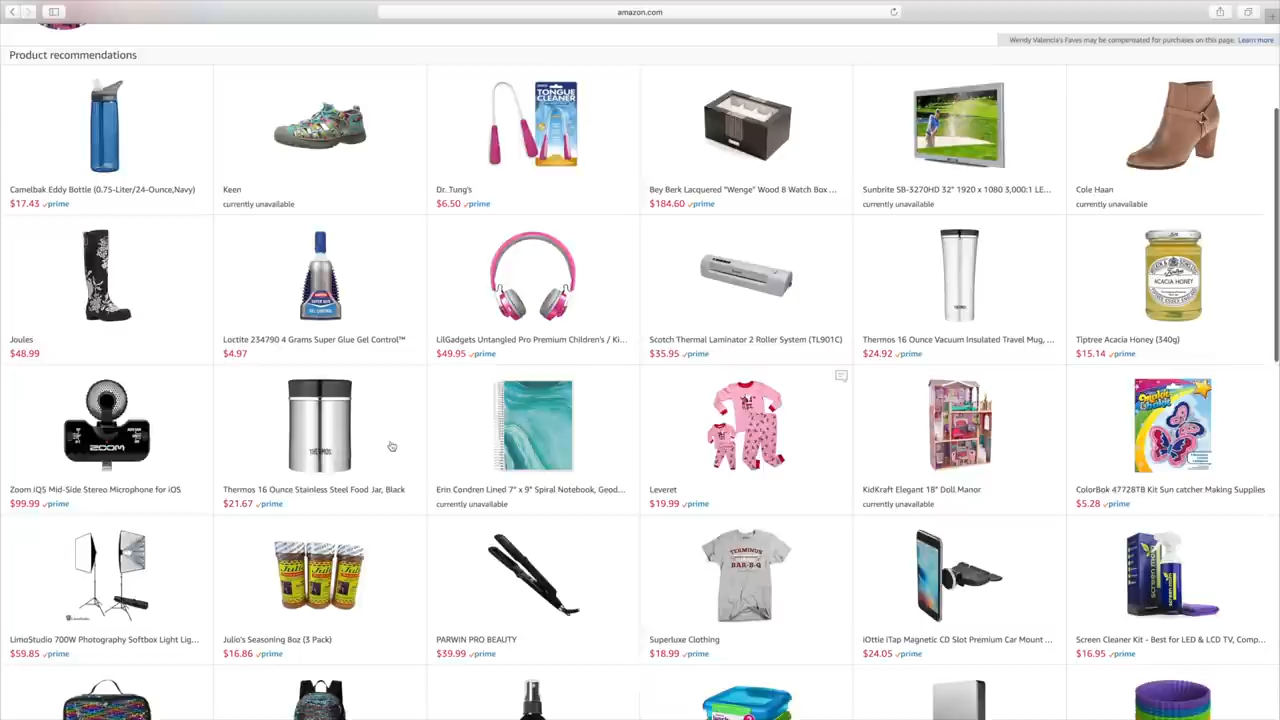 amazon.com
Wendy Valencia's Faves may be compensated for purchases on this page. Learn more
Product recommendations
TONGUE CLEANER
Camelbak Eddy Bottle (0.75-Liter/24-Ounce,Navy)
$17.43 prime
Keen
currently unavailable
Dr. Tung's
$6.50 prime
Bey Berk Lacquered "Wenge" Wood 8 Watch Box ...
$184.60 prime
Sunbrite SB-3270HD 32" 1920 x 1080 3,000:1 LE...
currently unavailable
Cole Haan
currently unavailable
ACACIA HONEY
Joules
$48.99
Loctite 234790 4 Grams Super Glue Gel Control™
$4.97
LilGadgets Untangled Pro Premium Children's / Ki...
$49.95 prime
Scotch Thermal Laminator 2 Roller System (TL901C)
$35.95 prime
Thermos 16 Ounce Vacuum Insulated Travel Mug, ...
$24.92 prime
Tiptree Acacia Honey (340g)
$15.14 prime
ZOOM
THERMOS
Zoom iQ5 Mid-Side Stereo Microphone for iOS
$99.99 prime
Thermos 16 Ounce Stainless Steel Food Jar, Black
$21.67 prime
Erin Condren Lined 7" x 9" Spiral Notebook, Geod...
currently unavailable
Leveret
$19.99 prime
KidKraft Elegant 18" Doll Manor
currently unavailable
ColorBok 47728TB Kit Sun catcher Making Supplies
$5.28 prime
LimoStudio
TERMINUS
BAR-B-Q
LimoStudio 700W Photography Softbox Light Lig...
$59.85 prime
Julio's Seasoning 8oz (3 Pack)
$16.86 prime
PARWIN PRO BEAUTY
$39.99 prime
Superluxe Clothing
$18.99 prime
iOttie iTap Magnetic CD Slot Premium Car Mount ...
$24.05 prime
Screen Cleaner Kit - Best for LED & LCD TV, Comp...
$16.95 prime